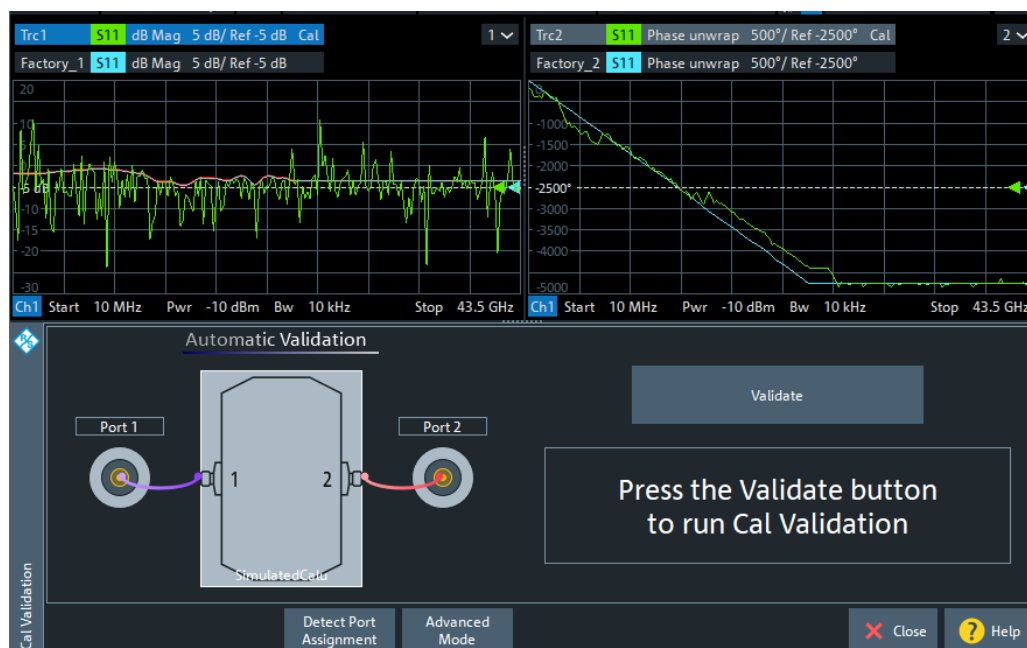 Trc1 S11 dB Mag 5 dB/ Ref -5 dB Cal 1
Factory_1 S11 dB Mag 5 dB/ Ref -5 dB
20
10
-5 dB
-10
-15
-20
-30
Ch1 Start 10 MHz Pwr -10 dBm Bw 10 kHz Stop 43.5 GHz
Trc2 S11 Phase unwrap 500°/ Ref -2500° Cal 2
Factory_2 S11 Phase unwrap 500°/ Ref -2500°
-1000
-1500
-2000
-2500°
-3000
-3500
-4000
-5000
Ch1 Start 10 MHz Pwr -10 dBm Bw 10 kHz Stop 43.5 GHz
Cal Validation
Automatic Validation
Port 1
Port 2
1 2
SimulatedCalu
Validate
Press the Validate button
to run Cal Validation
Detect Port
Assignment
Advanced
Mode
Close
? Help